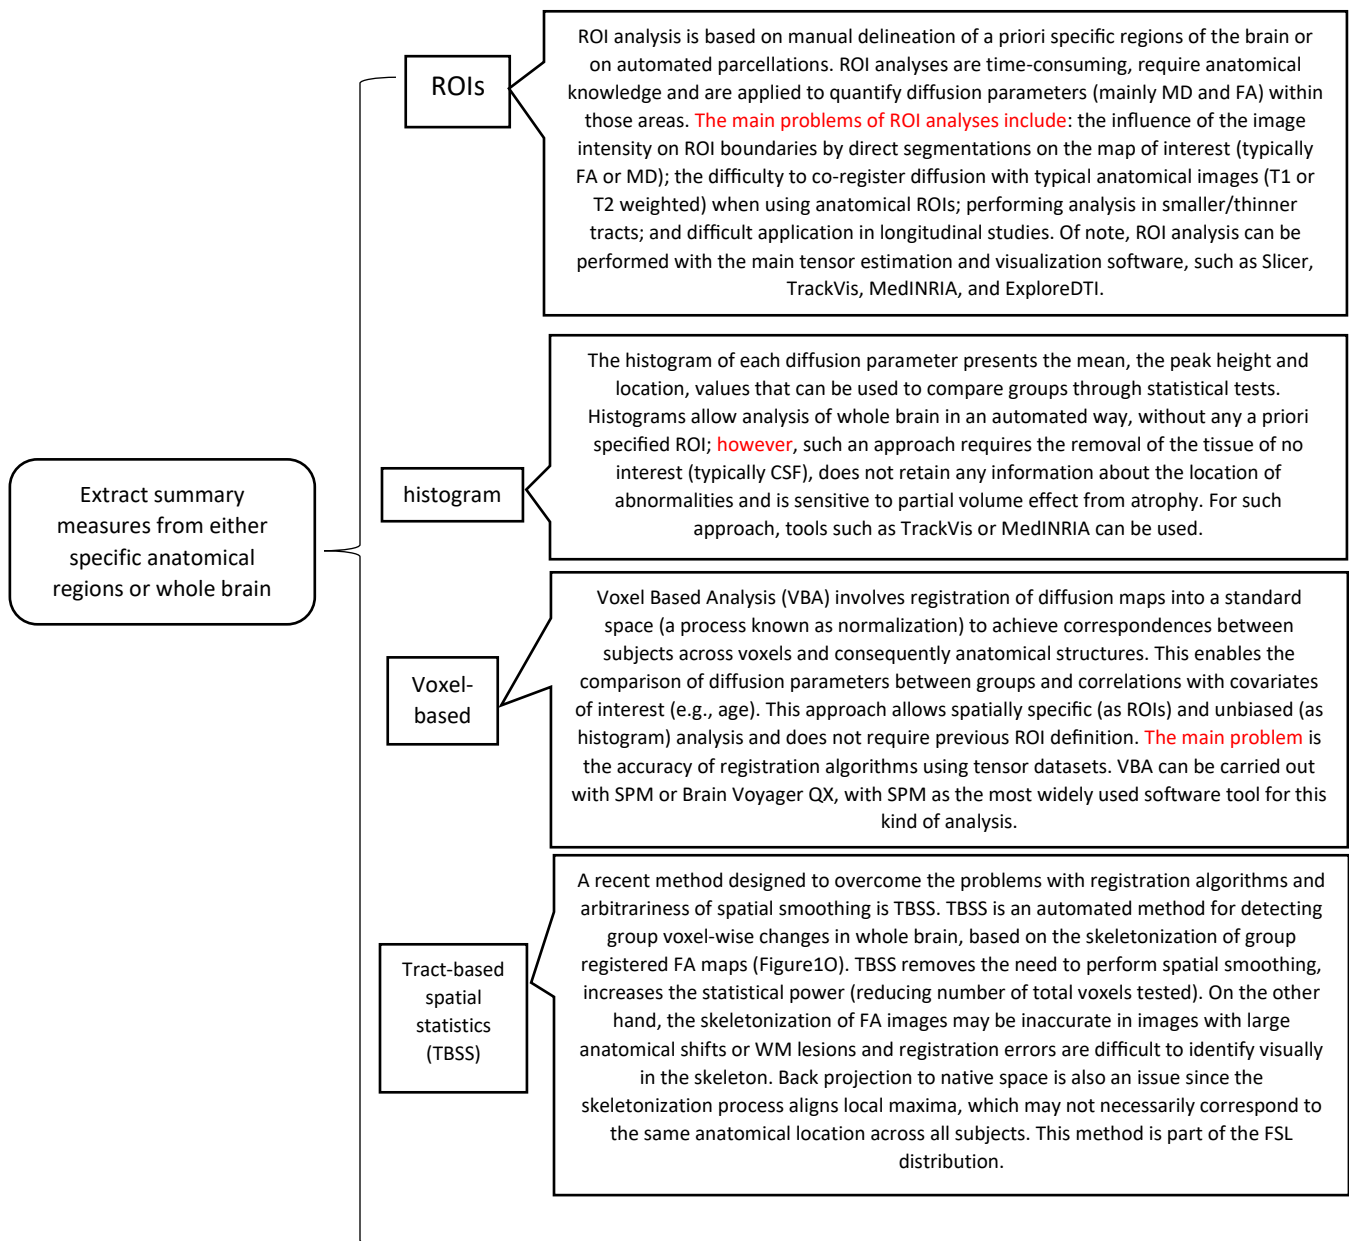 ROIs
ROI analysis is based on manual delineation of a priori specific regions of the brain or
on automated parcellations. ROI analyses are time-consuming, require anatomical
knowledge and are applied to quantify diffusion parameters (mainly MD and FA) within
those areas. The main problems of ROI analyses include: the influence of the image
intensity on ROI boundaries by direct segmentations on the map of interest (typically
FA or MD); the difficulty to co-register diffusion with typical anatomical images (T1 or
T2 weighted) when using anatomical ROIs; performing analysis in smaller/thinner
tracts; and difficult application in longitudinal studies. Of note, ROI analysis can be
performed with the main tensor estimation and visualization software, such as Slicer,
TrackVis, MedINRIA, and ExploreDTI.
Extract summary
measures from either
specific anatomical
regions or whole brain
histogram
The histogram of each diffusion parameter presents the mean, the peak height and
location, values that can be used to compare groups through statistical tests.
Histograms allow analysis of whole brain in an automated way, without any a priori
specified ROI; however, such an approach requires the removal of the tissue of no
interest (typically CSF), does not retain any information about the location of
abnormalities and is sensitive to partial volume effect from atrophy. For such
approach, tools such as TrackVis or MedINRIA can be used.
Voxel-
based
Voxel Based Analysis (VBA) involves registration of diffusion maps into a standard
space (a process known as normalization) to achieve correspondences between
subjects across voxels and consequently anatomical structures. This enables the
comparison of diffusion parameters between groups and correlations with covariates
of interest (e.g., age). This approach allows spatially specific (as ROIs) and unbiased (as
histogram) analysis and does not require previous ROI definition. The main problem is
the accuracy of registration algorithms using tensor datasets. VBA can be carried out
with SPM or Brain Voyager QX, with SPM as the most widely used software tool for this
kind of analysis.
Tract-based
spatial
statistics
(TBSS)
A recent method designed to overcome the problems with registration algorithms and
arbitrariness of spatial smoothing is TBSS. TBSS is an automated method for detecting
group voxel-wise changes in whole brain, based on the skeletonization of group
registered FA maps (Figure1O). TBSS removes the need to perform spatial smoothing,
increases the statistical power (reducing number of total voxels tested). On the other
hand, the skeletonization of FA images may be inaccurate in images with large
anatomical shifts or WM lesions and registration errors are difficult to identify visually
in the skeleton. Back projection to native space is also an issue since the
skeletonization process aligns local maxima, which may not necessarily correspond to
the same anatomical location across all subjects. This method is part of the FSL
distribution.